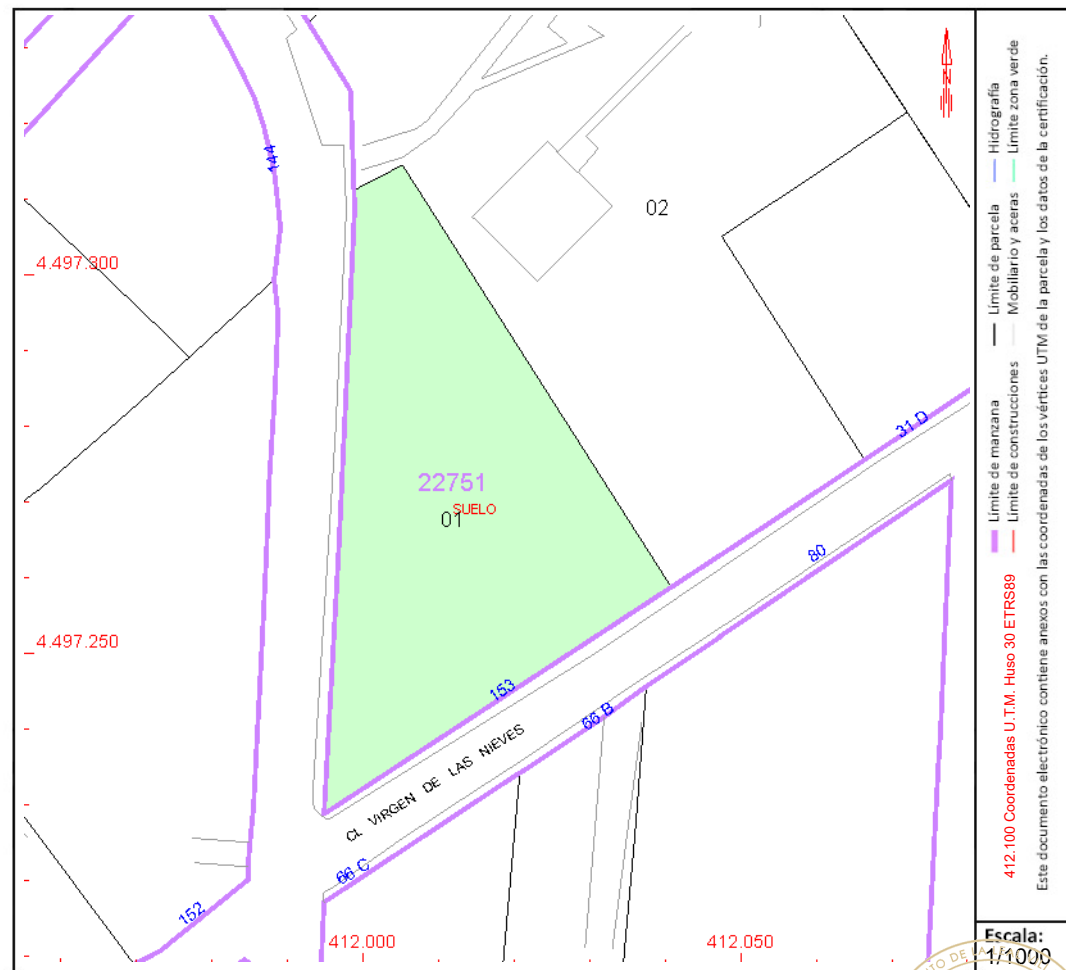 144
N
02
4.497.300
31 D
22751
SUELO
01
80
4.497.250
153
66 B
CL VIRGEN DE LAS NIEVES
66 C
152
412.000
412.050
Límite de manzana
Límite de parcela
Hidrografía
Límite de construcciones
Mobiliario y aceras
Límite zona verde
412.100 Coordenadas U.T.M. Huso 30 ETRS89
Este documento electrónico contiene anexos con las coordenadas de los vértices UTM de la parcela y los datos de la certificación.
Escala:
1/1000